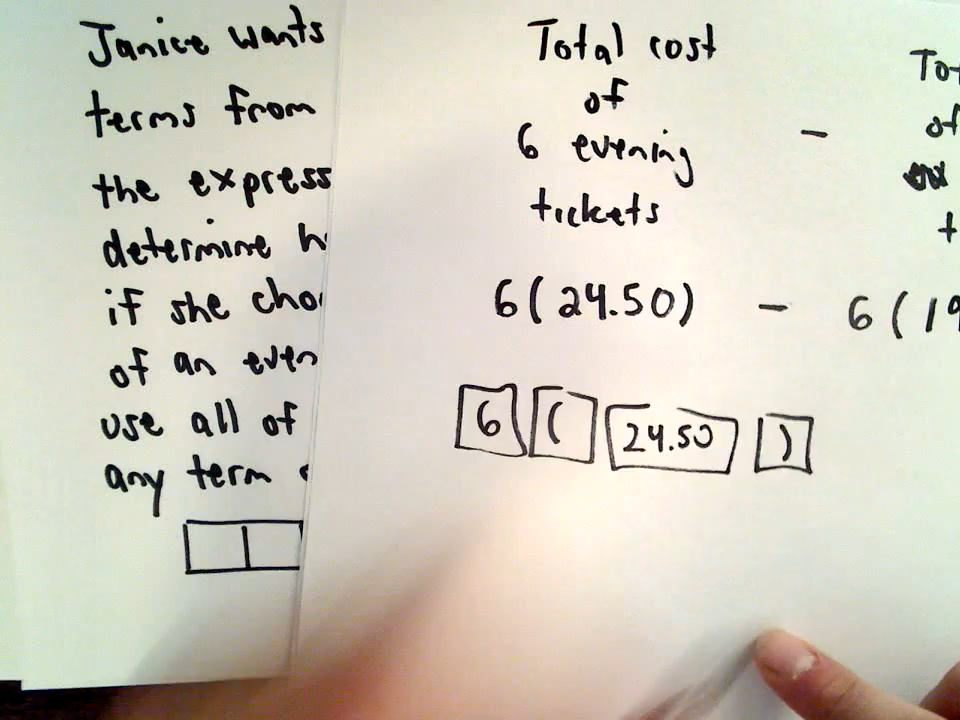 Janice wants
terms from
the express
determine h
if she cho
of an even
use all of
any term
Total cost
of
6 evening
tickets
-
Tot
of
t
6(24.50) - 6(19
6 ( 24.50 )